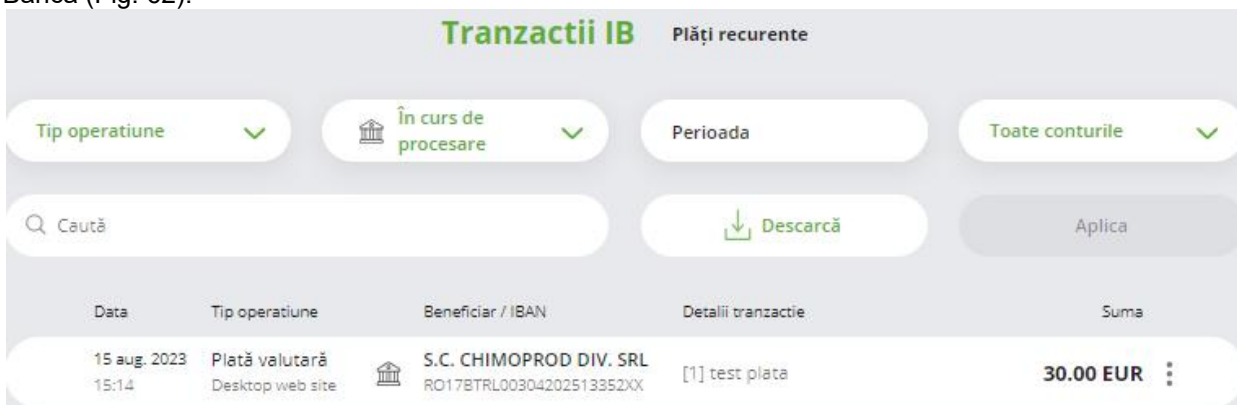 Banca (Fig. 62).
Tranzactii IB Plăți recurente
Tip operatiune
În curs de procesare
Perioada
Toate conturile
Caută
Descarcă
Aplica
Data Tip operatiune Beneficiar / IBAN Detalii tranzactie Suma
15 aug. 2023 Plată valutară S.C. CHIMOPROD DIV. SRL [1] test plata 30.00 EUR
15:14 Desktop web site RO17BTRL00304202513352XX